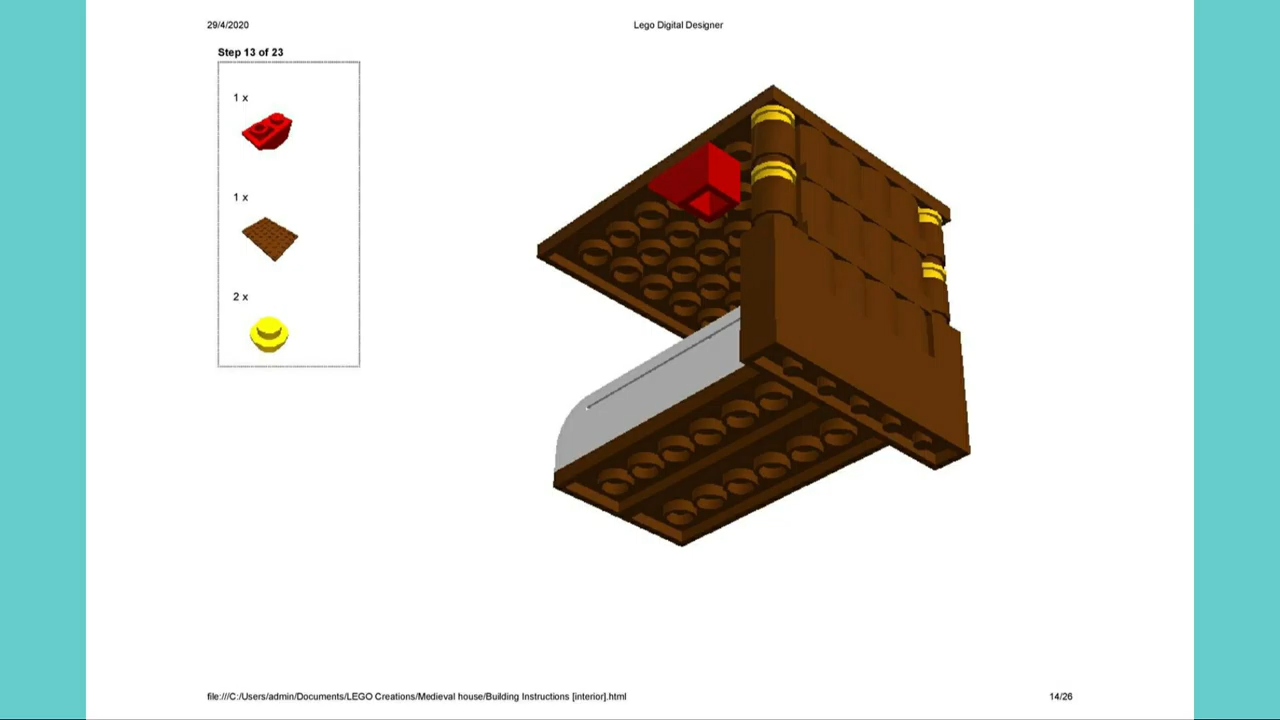 29/4/2020
Lego Digital Designer
Step 13 of 23
1 x
1 x
2 x
file:///C:/Users/admin/Documents/LEGO Creations/Medieval house/Building Instructions [interior].html
14/26